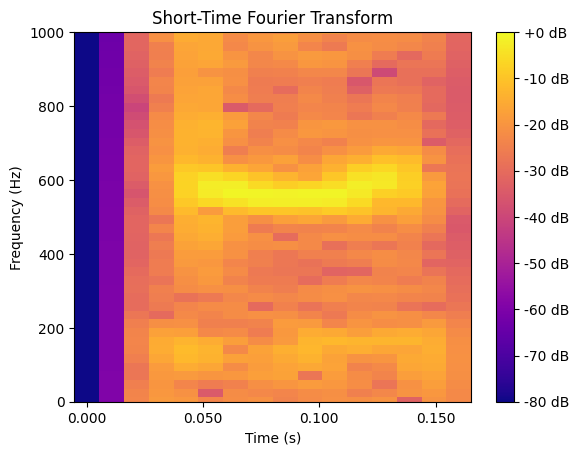 Short-Time Fourier Transform
1000
800
600
400
200
0
Frequency (Hz)
0.000
0.050
0.100
0.150
Time (s)
+0 dB
-10 dB
-20 dB
-30 dB
-40 dB
-50 dB
-60 dB
-70 dB
-80 dB